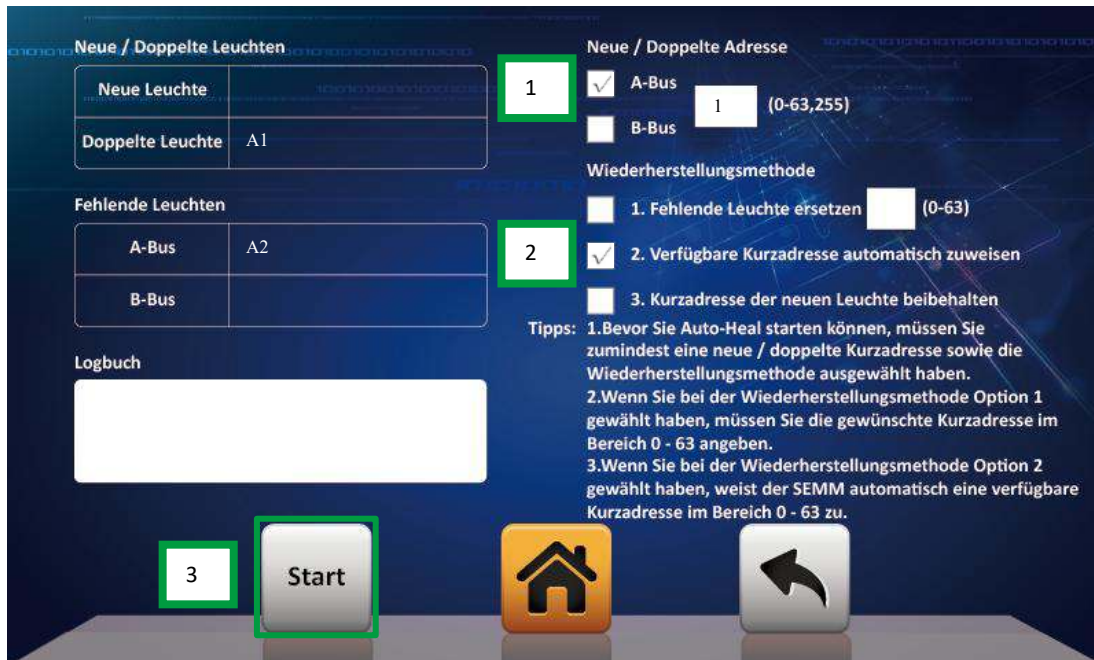 Neue / Doppelte Leuchten
Neue Leuchte
Doppelte Leuchte A1
Fehlende Leuchten
A-Bus A2
B-Bus
Logbuch
Neue / Doppelte Adresse
1
A-Bus
1 (0-63,255)
B-Bus
Wiederherstellungsmethode
1. Fehlende Leuchte ersetzen (0-63)
2
2. Verfügbare Kurzadresse automatisch zuweisen
3. Kurzadresse der neuen Leuchte beibehalten
Tipps: 1.Bevor Sie Auto-Heal starten können, müssen Sie
zumindest eine neue / doppelte Kurzadresse sowie die
Wiederherstellungsmethode ausgewählt haben.
2.Wenn Sie bei der Wiederherstellungsmethode Option 1
gewählt haben, müssen Sie die gewünschte Kurzadresse im
Bereich 0 - 63 angeben.
3.Wenn Sie bei der Wiederherstellungsmethode Option 2
gewählt haben, weist der SEMM automatisch eine verfügbare
Kurzadresse im Bereich 0 - 63 zu.
3
Start